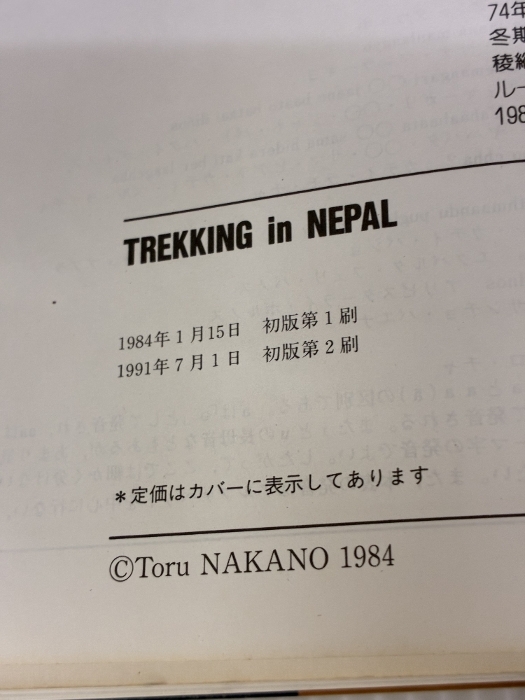 74年
冬期
稜線
ルー
198
TREKKING in NEPAL
1984年1月15日 初版第1刷
1991年7月1日 初版第2刷
＊定価はカバーに表示してあります
©Toru NAKANO 1984